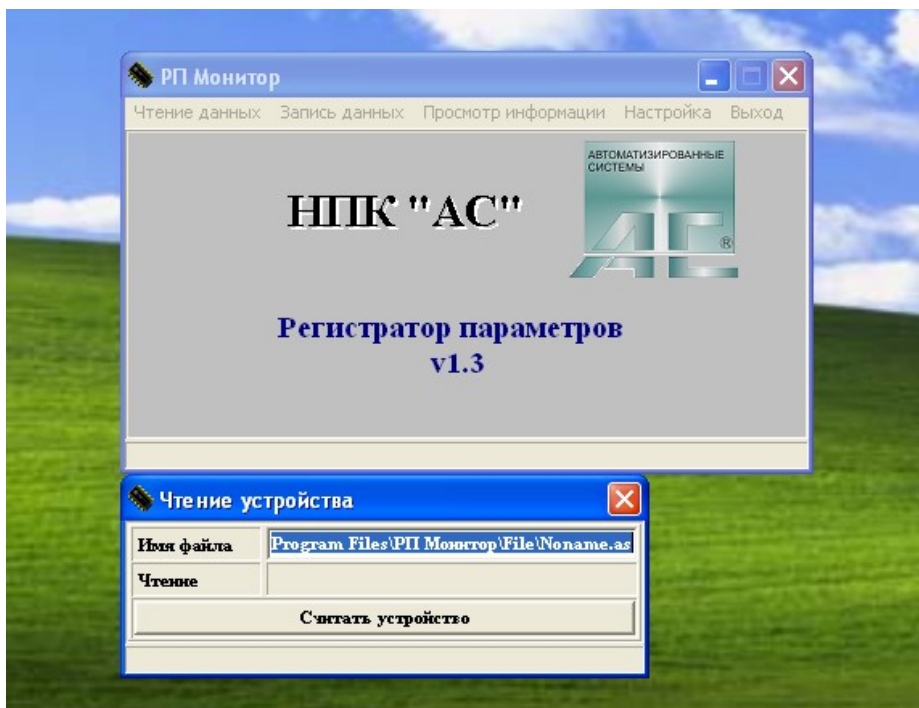 РП Монитор
Чтение данных Запись данных Просмотр информации Настройка Выход
АВТОМАТИЗИРОВАННЫЕ
СИСТЕМЫ
НПК "АС"
АС
®
Регистратор параметров
v1.3
Чтение устройства
Имя файла Program Files\РП Монитор\File\Noname.as
Чтение
Считать устройство